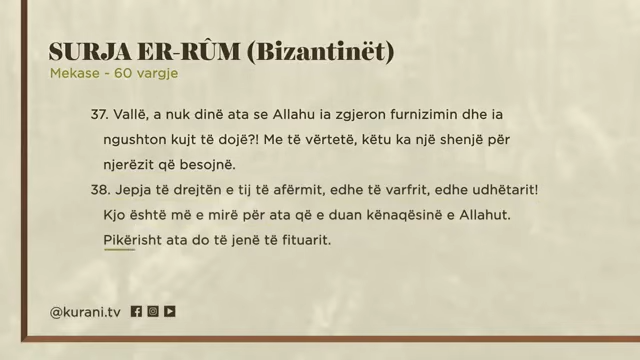 SURJA ER-RÛM (Bizantinët)
Mekase - 60 vargje
37. Vallë, a nuk dinë ata se Allahu ia zgjeron furnizimin dhe ia
ngushton kujt të dojë?! Me të vërtetë, këtu ka një shenjë për
njerëzit që besojnë.
38. Jepja të drejtën e tij të afërmit, edhe të varfrit, edhe udhëtarit!
Kjo është më e mirë për ata që e duan kënaqësinë e Allahut.
Pikërisht ata do të jenë të fituarit.
@kurani.tv